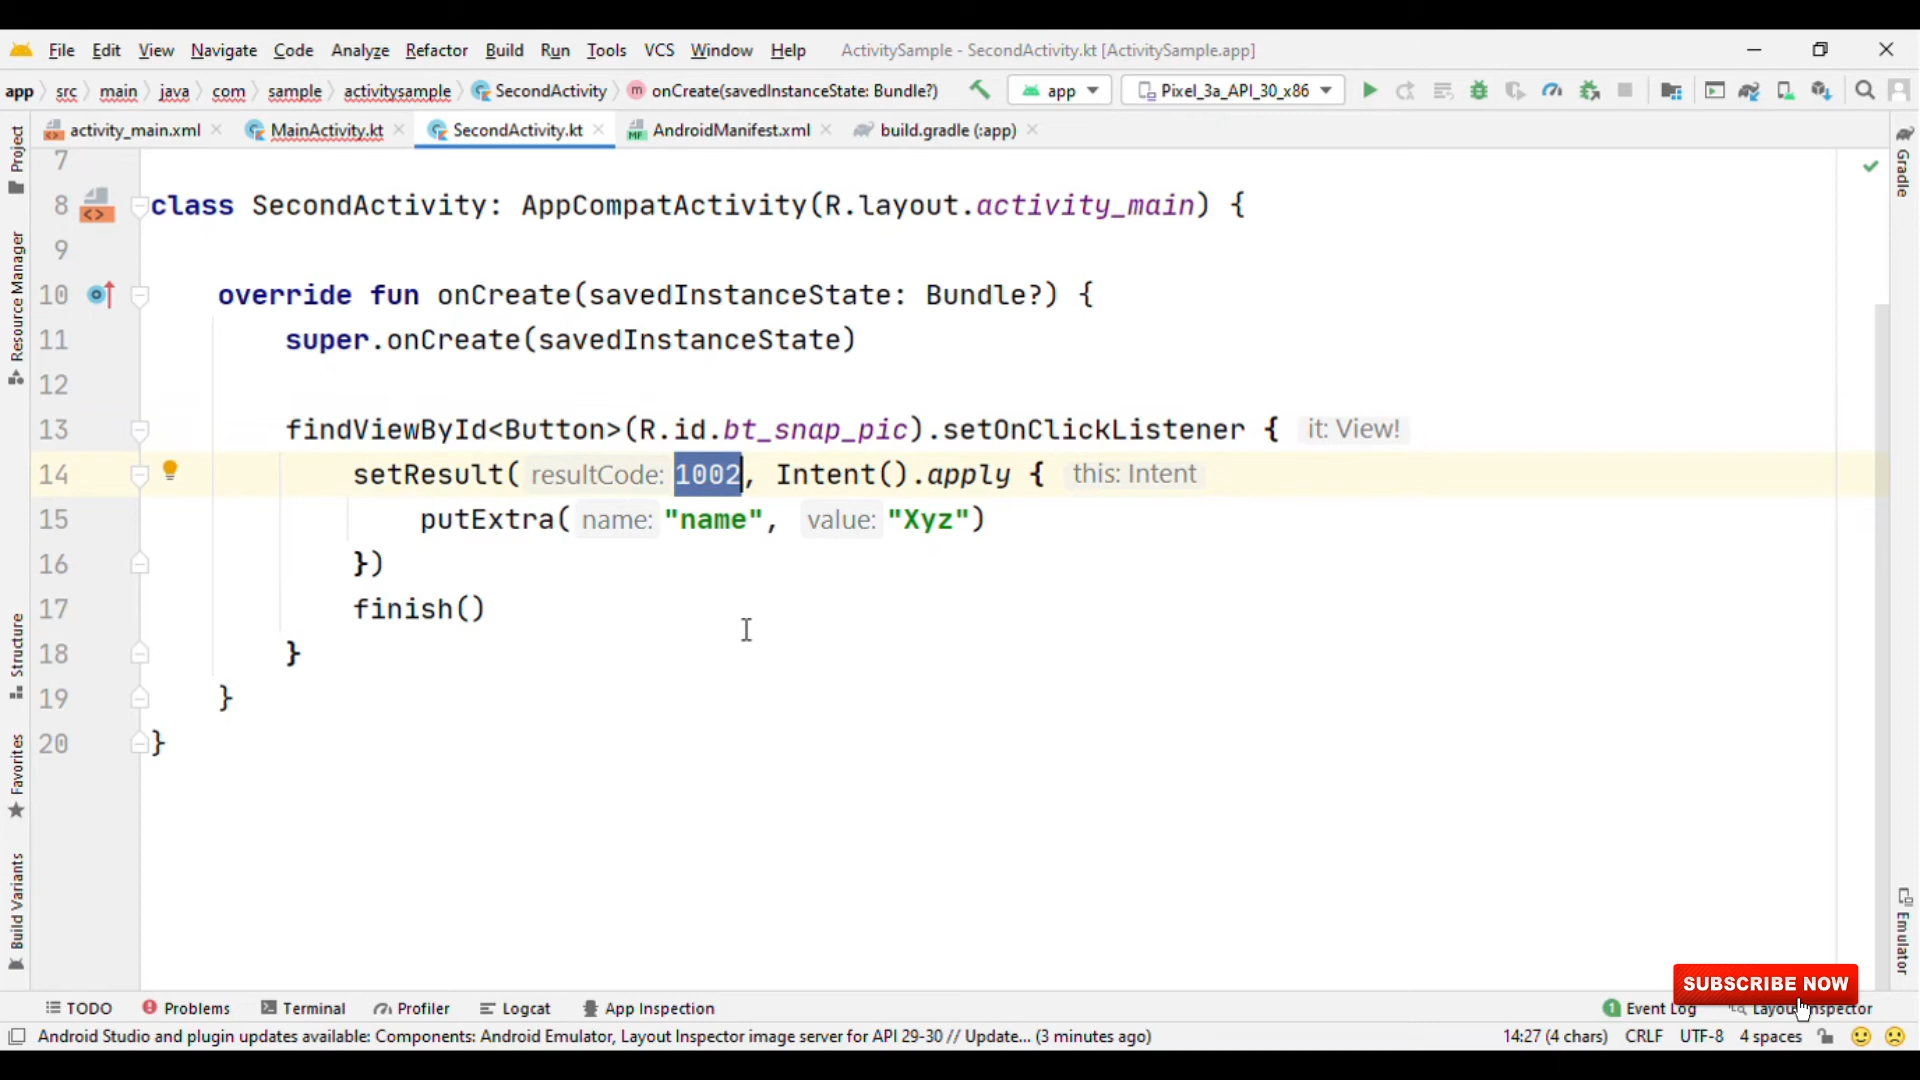 File Edit View Navigate Code Analyze Refactor Build Run Tools VCS Window Help ActivitySample - SecondActivity.kt [ActivitySample.app]
app src main java com sample activitysample SecondActivity m onCreate(savedInstanceState: Bundle?) app Pixel_3a_API_30_x86
activity_main.xml MainActivity.kt SecondActivity.kt AndroidManifest.xml build.gradle (:app)
Project
Resource Manager
Structure
Favorites
Build Variants
7
8 class SecondActivity: AppCompatActivity(R.layout.activity_main) {
9
10 override fun onCreate(savedInstanceState: Bundle?) {
11 super.onCreate(savedInstanceState)
12
13 findViewById<Button>(R.id.bt_snap_pic).setOnClickListener { it: View!
14 setResult( resultCode: 1002, Intent().apply { this: Intent
15 putExtra( name: "name", value: "Xyz")
16 })
17 finish()
18 }
19 }
20 }
Gradle
Emulator
SUBSCRIBE NOW
TODO Problems Terminal Profiler Logcat App Inspection 1 Event Log Layout Inspector
Android Studio and plugin updates available: Components: Android Emulator, Layout Inspector image server for API 29-30 // Update... (3 minutes ago) 14:27 (4 chars) CRLF UTF-8 4 spaces